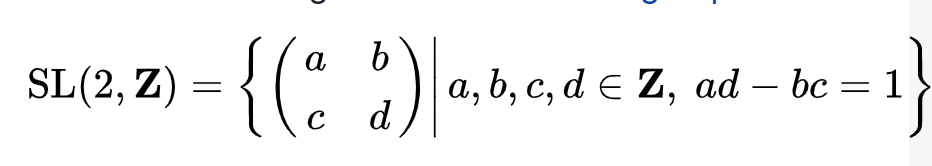 SL(2, Z) = { ( a b c d ) | a, b, c, d ∈ Z, ad − bc = 1 }